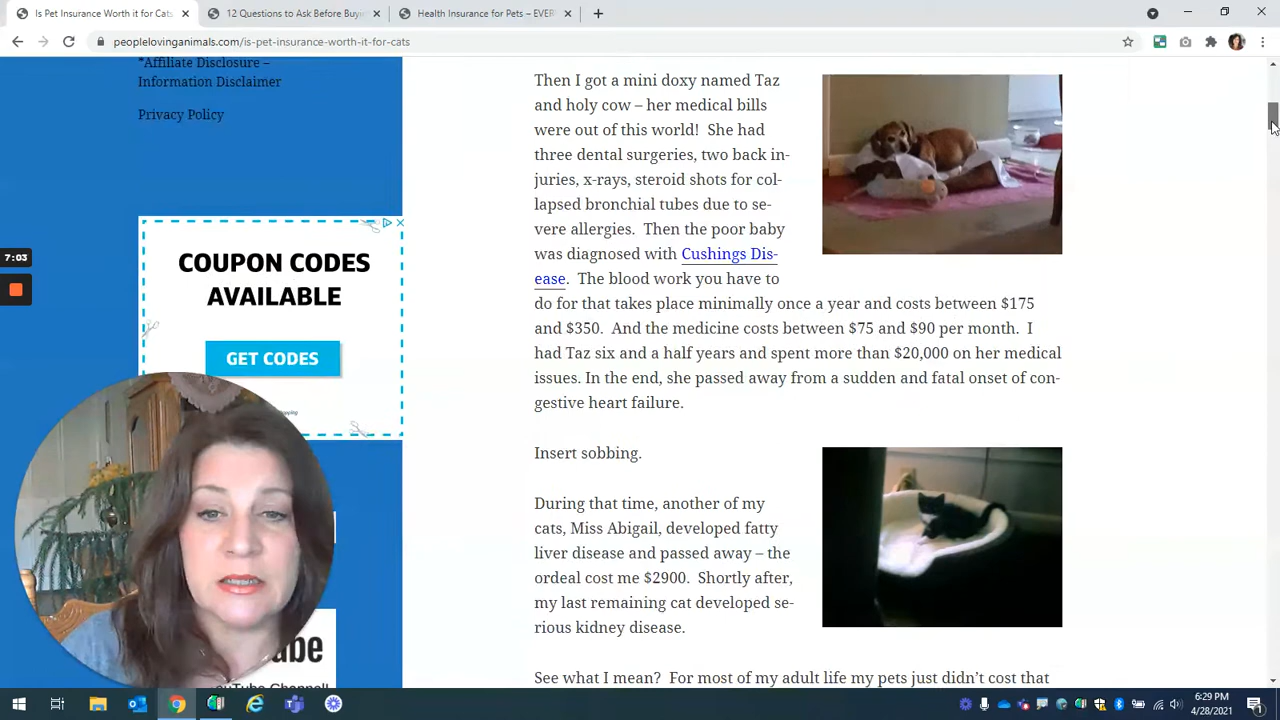 Is Pet Insurance Worth it for Cats
12 Questions to Ask Before Buyi
Health Insurance for Pets – EVER
peoplelovinganimals.com/is-pet-insurance-worth-it-for-cats
*Affiliate Disclosure –
Information Disclaimer
Privacy Policy
7:03
COUPON CODES
AVAILABLE
GET CODES
Then I got a mini doxy named Taz
and holy cow – her medical bills
were out of this world! She had
three dental surgeries, two back in-
juries, x-rays, steroid shots for col-
lapsed bronchial tubes due to se-
vere allergies. Then the poor baby
was diagnosed with Cushings Dis-
ease. The blood work you have to
do for that takes place minimally once a year and costs between $175
and $350. And the medicine costs between $75 and $90 per month. I
had Taz six and a half years and spent more than $20,000 on her medical
issues. In the end, she passed away from a sudden and fatal onset of con-
gestive heart failure.
Insert sobbing.
During that time, another of my
cats, Miss Abigail, developed fatty
liver disease and passed away – the
ordeal cost me $2900. Shortly after,
my last remaining cat developed se-
rious kidney disease.
See what I mean? For most of my adult life my pets just didn't cost that
6:29 PM
4/28/2021